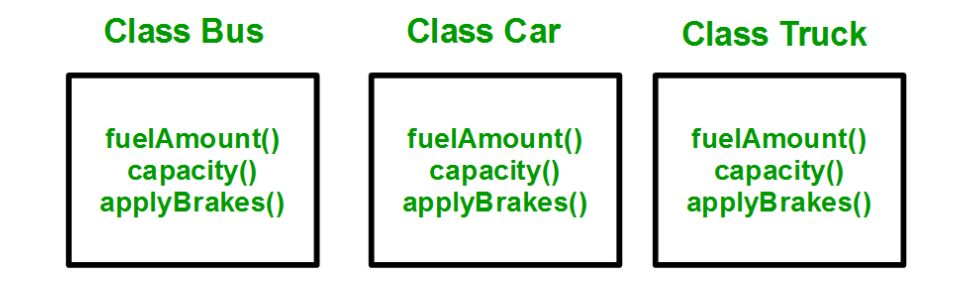 Class Bus
fuelAmount()
capacity()
applyBrakes()
Class Car
fuelAmount()
capacity()
applyBrakes()
Class Truck
fuelAmount()
capacity()
applyBrakes()